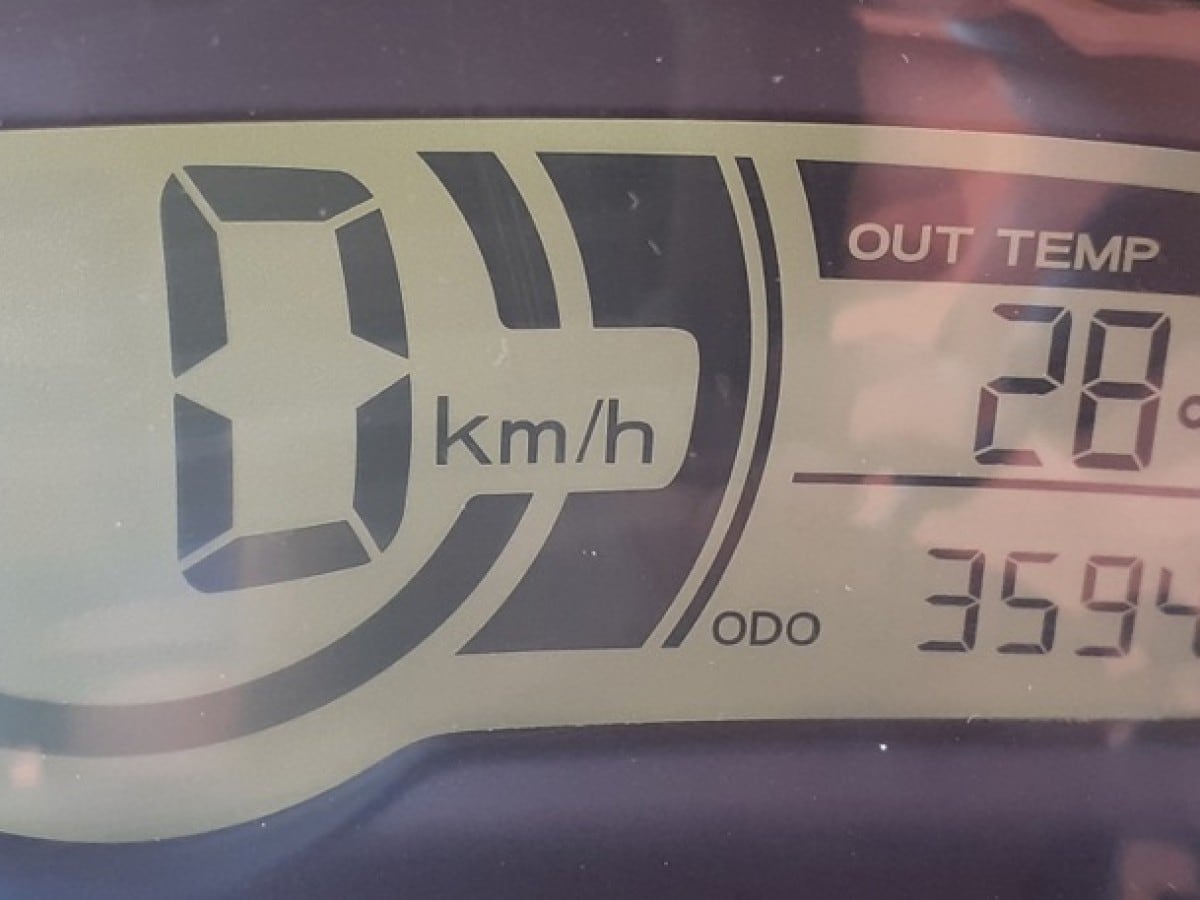 0 km/h
OUT TEMP
28°
ODO 3594